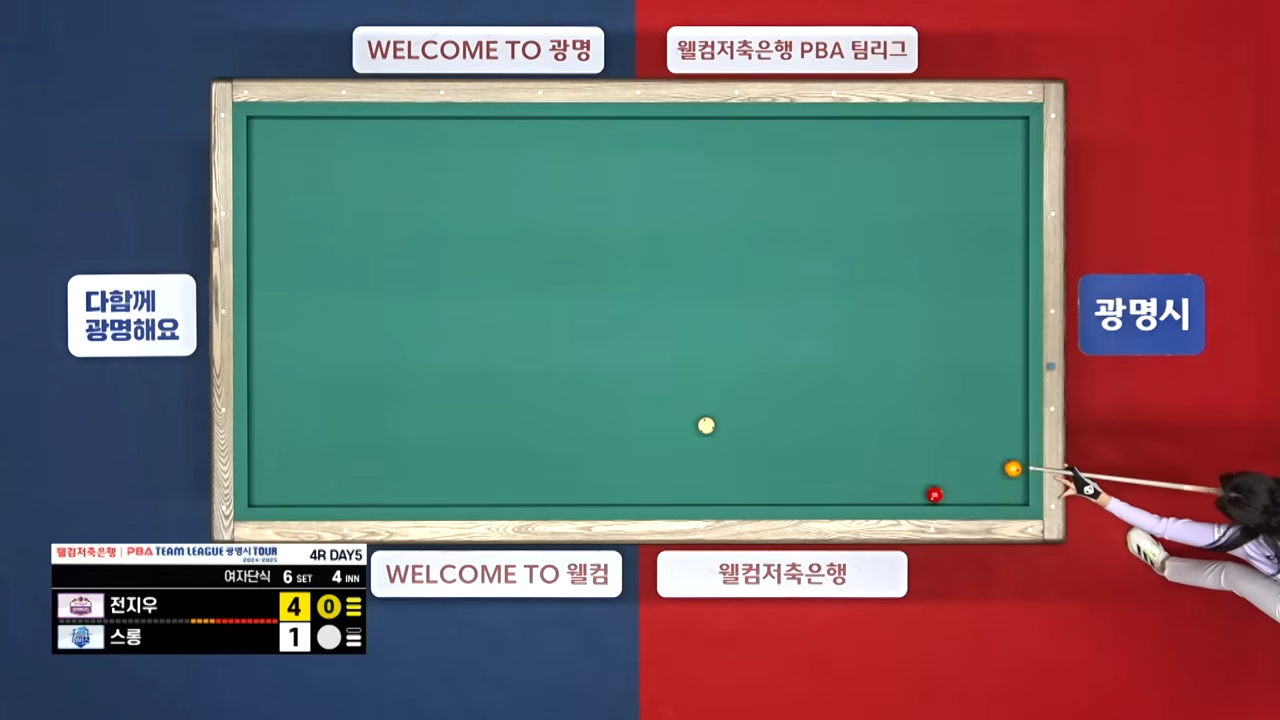 WELCOME TO 광명
웰컴저축은행 PBA 팀리그
다함께
광명해요
광명시
WELCOME TO 웰컴
웰컴저축은행
웰컴저축은행 | PBA TEAM LEAGUE 광명시 TOUR
2024-2025
4R DAY5
여자단식 6 SET 4 INN
전지우 4 0
스롱 1